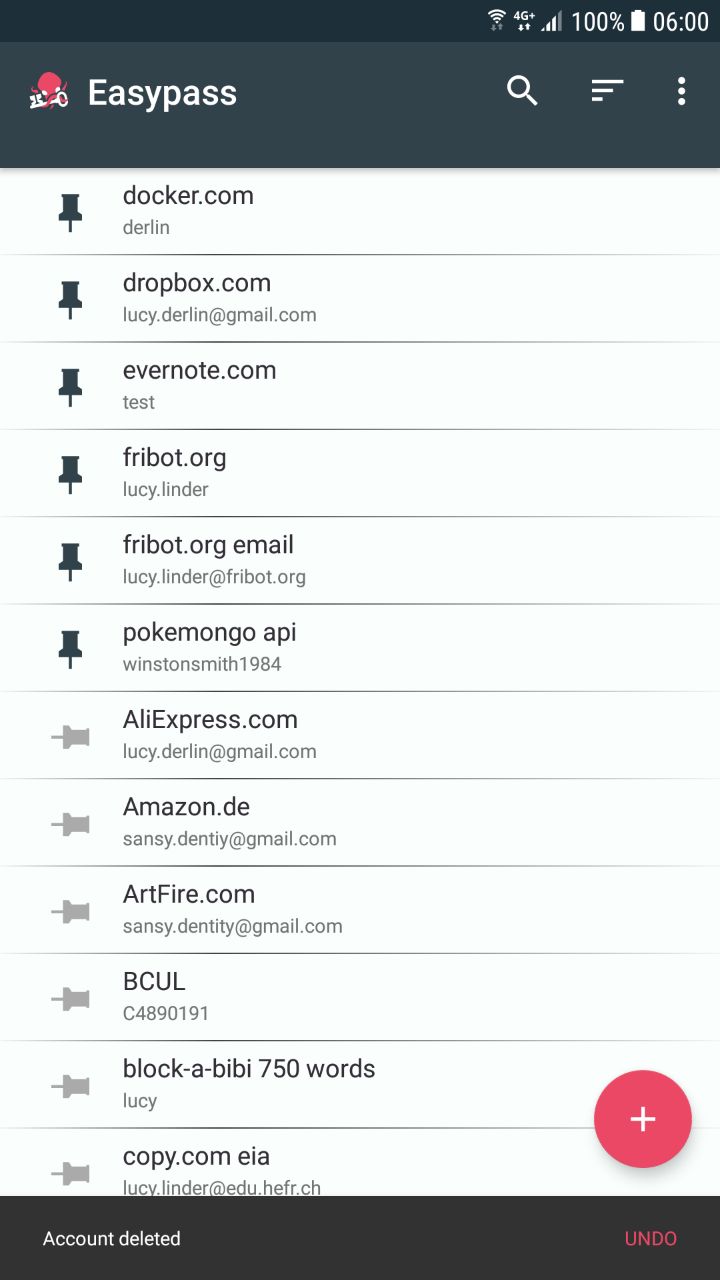 4G+ 100% 06:00
Easypass
docker.com
derlin
dropbox.com
lucy.derlin@gmail.com
evernote.com
test
fribot.org
lucy.linder
fribot.org email
lucy.linder@fribot.org
pokemongo api
winstonsmith1984
AliExpress.com
lucy.derlin@gmail.com
Amazon.de
sansy.dentiy@gmail.com
ArtFire.com
sansy.dentity@gmail.com
BCUL
C4890191
block-a-bibi 750 words
lucy
copy.com eia
lucy.linder@edu.hefr.ch
Account deleted UNDO